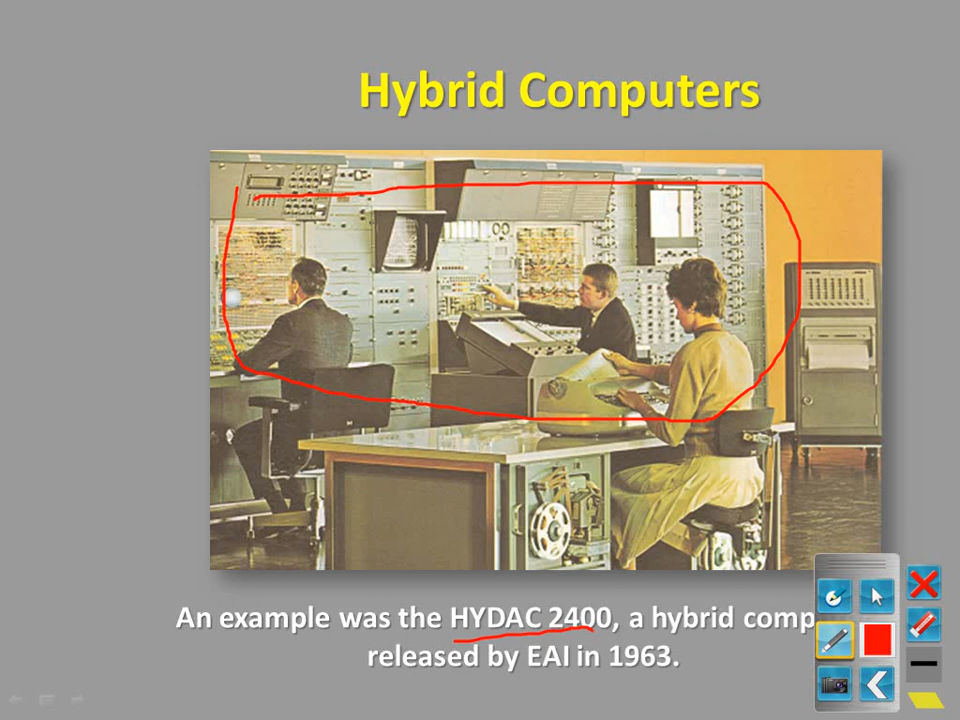 Hybrid Computers
An example was the HYDAC 2400, a hybrid comp
released by EAI in 1963.